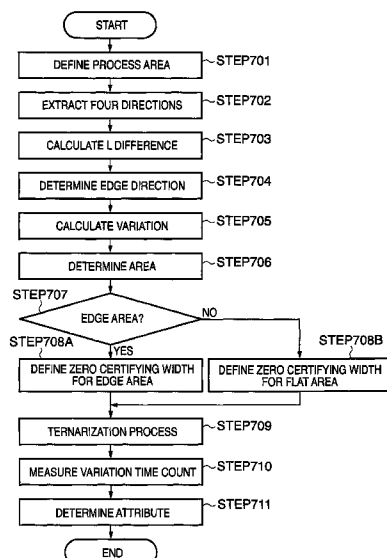 START
DEFINE PROCESS AREA
STEP701
EXTRACT FOUR DIRECTIONS
STEP702
CALCULATE L DIFFERENCE
STEP703
DETERMINE EDGE DIRECTION
STEP704
CALCULATE VARIATION
STEP705
DETERMINE AREA
STEP706
STEP707
EDGE AREA?
NO
YES
STEP708A
DEFINE ZERO CERTIFYING WIDTH
FOR EDGE AREA
STEP708B
DEFINE ZERO CERTIFYING WIDTH
FOR FLAT AREA
TERNARIZATION PROCESS
STEP709
MEASURE VARIATION TIME COUNT
STEP710
DETERMINE ATTRIBUTE
STEP711
END